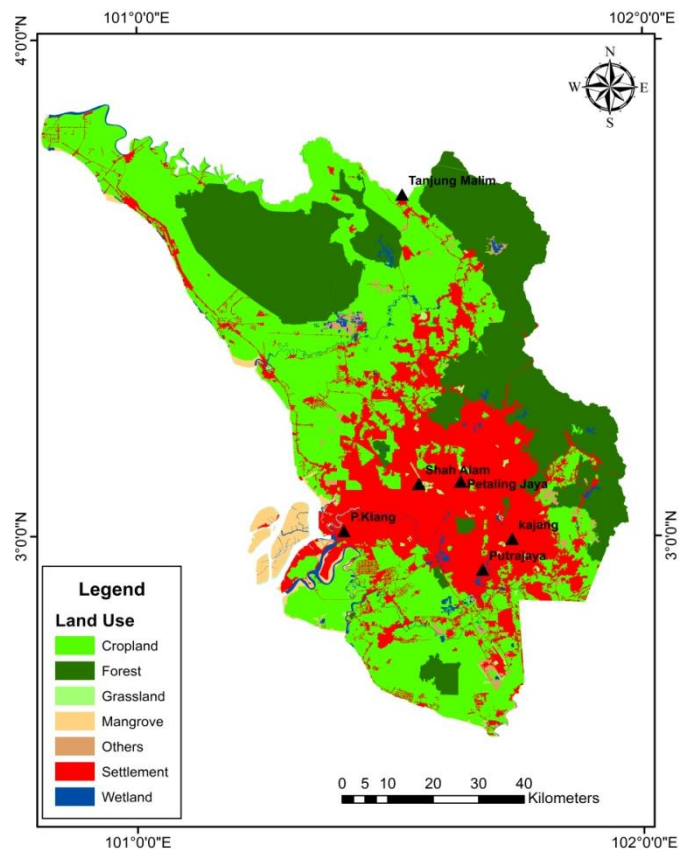 101°0'0"E 102°0'0"E
4°0'0"N
N
W E
S
Tanjung Malim
Shah Alam
Petaling Jaya
P.Klang
kajang
3°0'0"N 3°0'0"N
Putrajaya
Legend
Land Use
Cropland
Forest
Grassland
Mangrove
Others
Settlement
Wetland
0 5 10 20 30 40
Kilometers
101°0'0"E 102°0'0"E